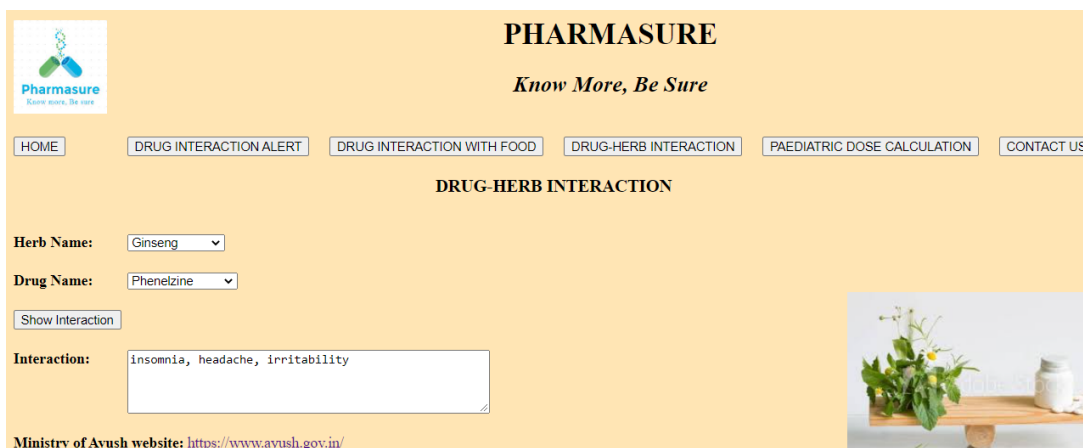 PHARMASURE
Know More, Be Sure
Pharmasure
Know more, Be sure
HOME
DRUG INTERACTION ALERT
DRUG INTERACTION WITH FOOD
DRUG-HERB INTERACTION
PAEDIATRIC DOSE CALCULATION
CONTACT US
DRUG-HERB INTERACTION
Herb Name: Ginseng
Drug Name: Phenelzine
Show Interaction
Interaction: insomnia, headache, irritability
Ministry of Ayush website: https://www.ayush.gov.in/